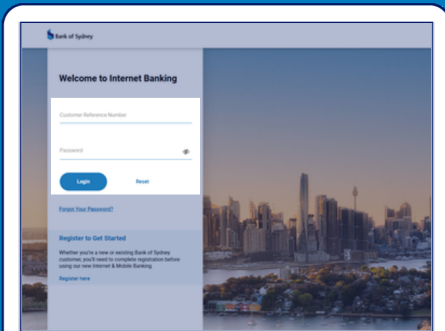 Bank of Sydney
Welcome to Internet Banking
Customer Reference Number
Password
Login Reset
Forgot Your Password?
Register to Get Started
Whether you're a new or existing Bank of Sydney
customer, you'll need to complete registration before
using our new Internet & Mobile Banking
Register here